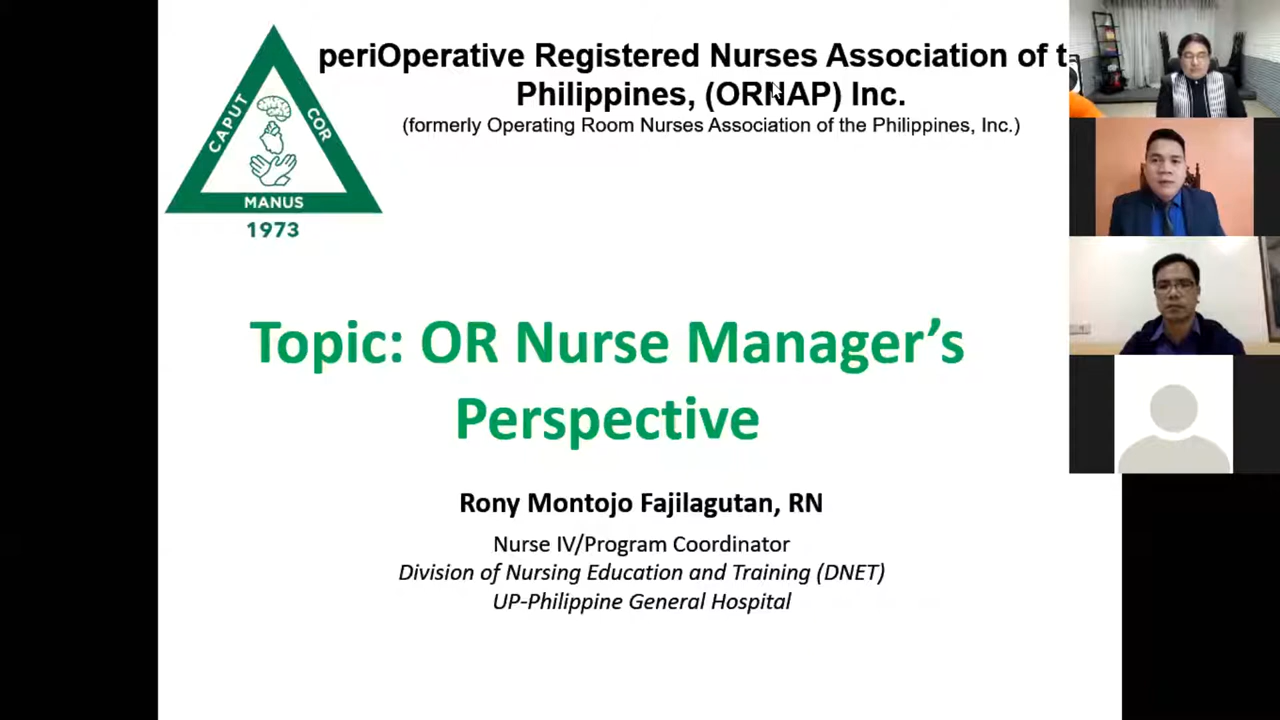 periOperative Registered Nurses Association of t
Philippines, (ORNAP) Inc.
(formerly Operating Room Nurses Association of the Philippines, Inc.)
CAPUT
COR
MANUS
1973
Topic: OR Nurse Manager's
Perspective
Rony Montojo Fajilagutan, RN
Nurse IV/Program Coordinator
Division of Nursing Education and Training (DNET)
UP-Philippine General Hospital